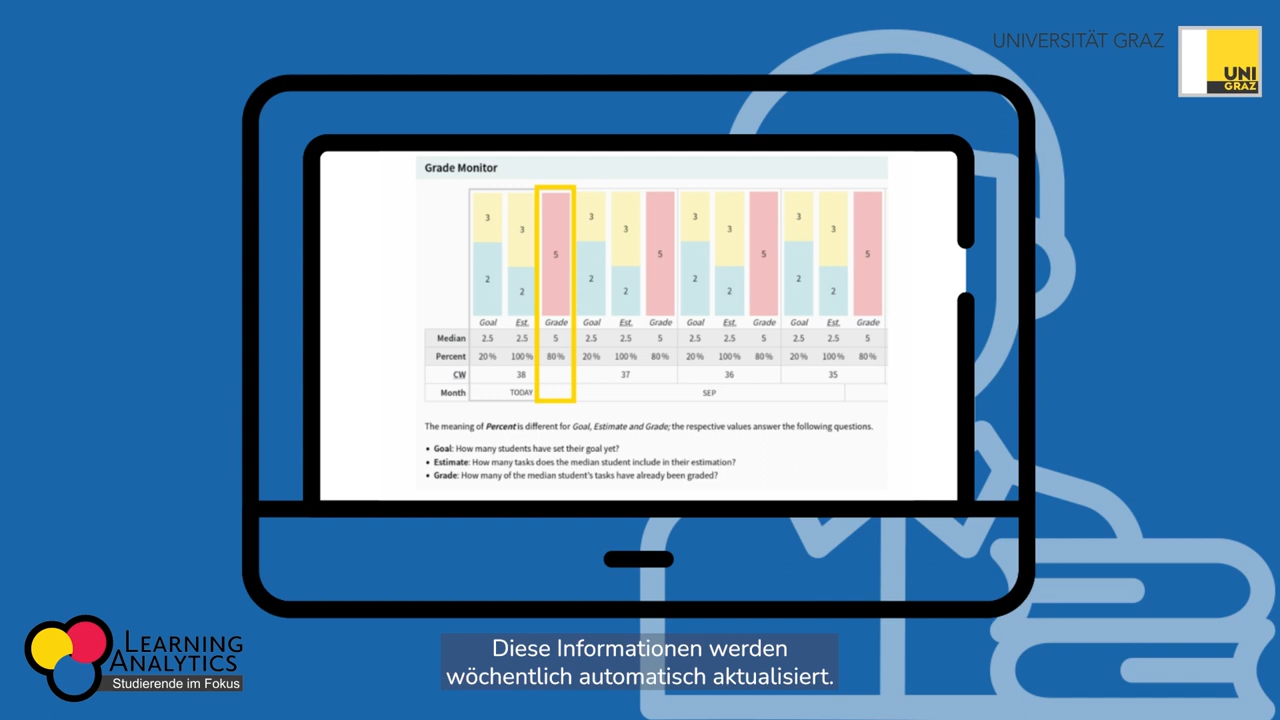 UNIVERSITÄT GRAZ
UNI
GRAZ
Grade Monitor
3 3 5 3 3 5 3 3 5 3 3 5
2 2 2 2 2 2 2 2
Goal Est. Grade Goal Est. Grade Goal Est. Grade Goal Est. Grade
Median 2.5 2.5 5 2.5 2.5 5 2.5 2.5 5 2.5 2.5 5
Percent 20% 100% 80% 20% 100% 80% 20% 100% 80% 20% 100% 80%
CW 38 37 36 35
Month TODAY SEP
The meaning of Percent is different for Goal, Estimate and Grade; the respective values answer the following questions.
• Goal: How many students have set their goal yet?
• Estimate: How many tasks does the median student include in their estimation?
• Grade: How many of the median student's tasks have already been graded?
LEARNING
ANALYTICS
Studierende im Fokus
Diese Informationen werden
wöchentlich automatisch aktualisiert.